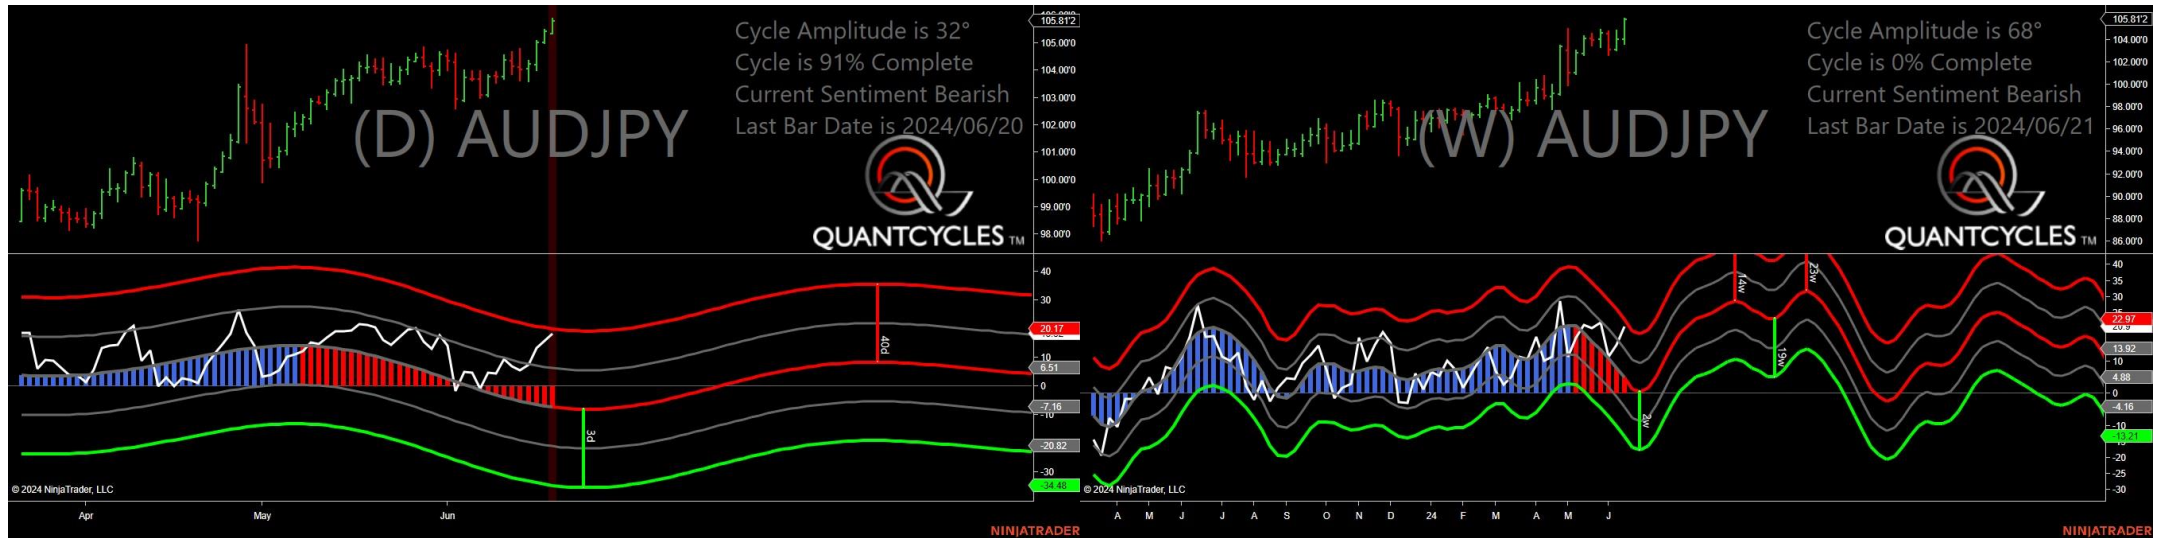 Cycle Amplitude is 32°
Cycle is 91% Complete
Current Sentiment Bearish
Last Bar Date is 2024/06/20
(D) AUDJPY
QUANTCYCLES TM
105.81'2
105.00'0
104.00'0
103.00'0
102.00'0
101.00'0
100.00'0
99.00'0
98.00'0
40
30
20.17
10
6.51
0
-7.16
-10
-20.82
-30
-34.48
40d
3d
© 2024 NinjaTrader, LLC
Apr May Jun
NINJATRADER
Cycle Amplitude is 68°
Cycle is 0% Complete
Current Sentiment Bearish
Last Bar Date is 2024/06/21
(W) AUDJPY
QUANTCYCLES TM
105.81'2
104.00'0
102.00'0
100.00'0
98.00'0
96.00'0
94.00'0
92.00'0
90.00'0
88.00'0
86.00'0
40
35
30
22.97
20.9
13.92
10
4.88
0
-4.16
-10
-13.21
-20
-25
-30
14w
23w
19w
2w
© 2024 NinjaTrader, LLC
A M J J A S O N D 24 F M A M J
NINJATRADER